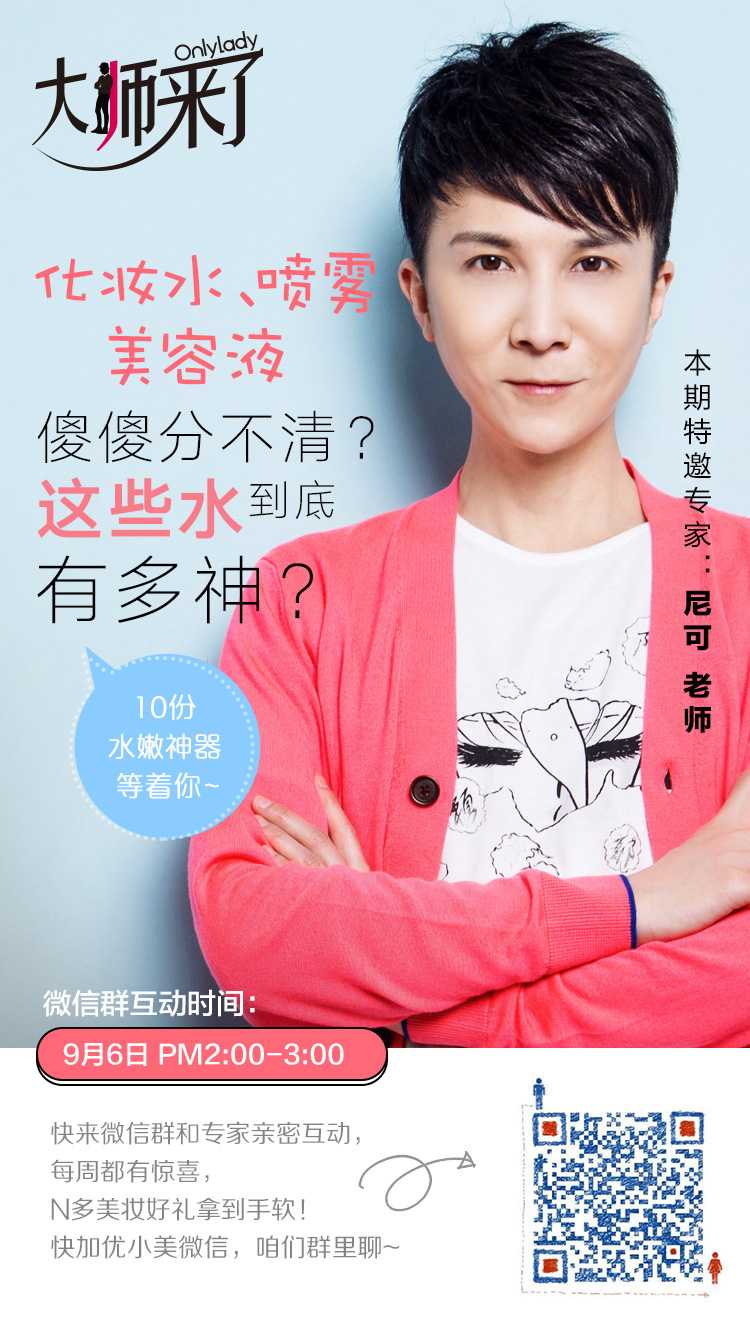 OnlyLady
大师来了
化妆水、喷雾
美容液
傻傻分不清？
这些水到底
有多神？
本期特邀专家：尼可 老师
10份
水嫩神器
等着你~
微信群互动时间：
9月6日 PM2:00-3:00
快来微信群和专家亲密互动，
每周都有惊喜，
N多美妆好礼拿到手软！
快加优小美微信，咱们群里聊~